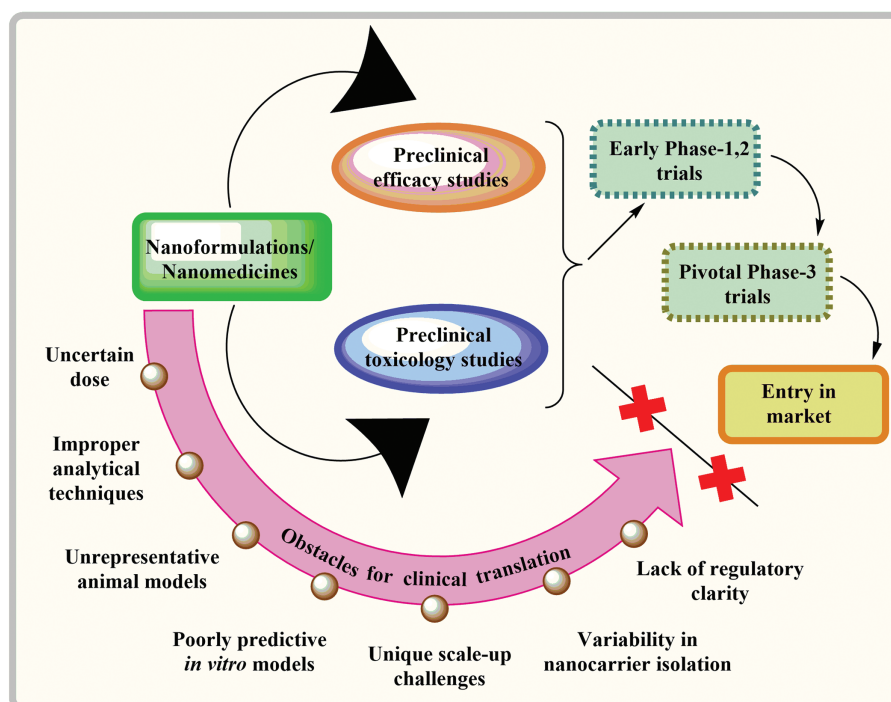 Preclinical
efficacy studies
Early Phase-1,2
trials
Nanoformulations/
Nanomedicines
Pivotal Phase-3
trials
Preclinical
toxicology studies
Entry in
market
Uncertain
dose
Improper
analytical
techniques
Unrepresentative
animal models
Poorly predictive
in vitro models
Unique scale-up
challenges
Variability in
nanocarrier isolation
Lack of regulatory
clarity
Obstacles for clinical translation